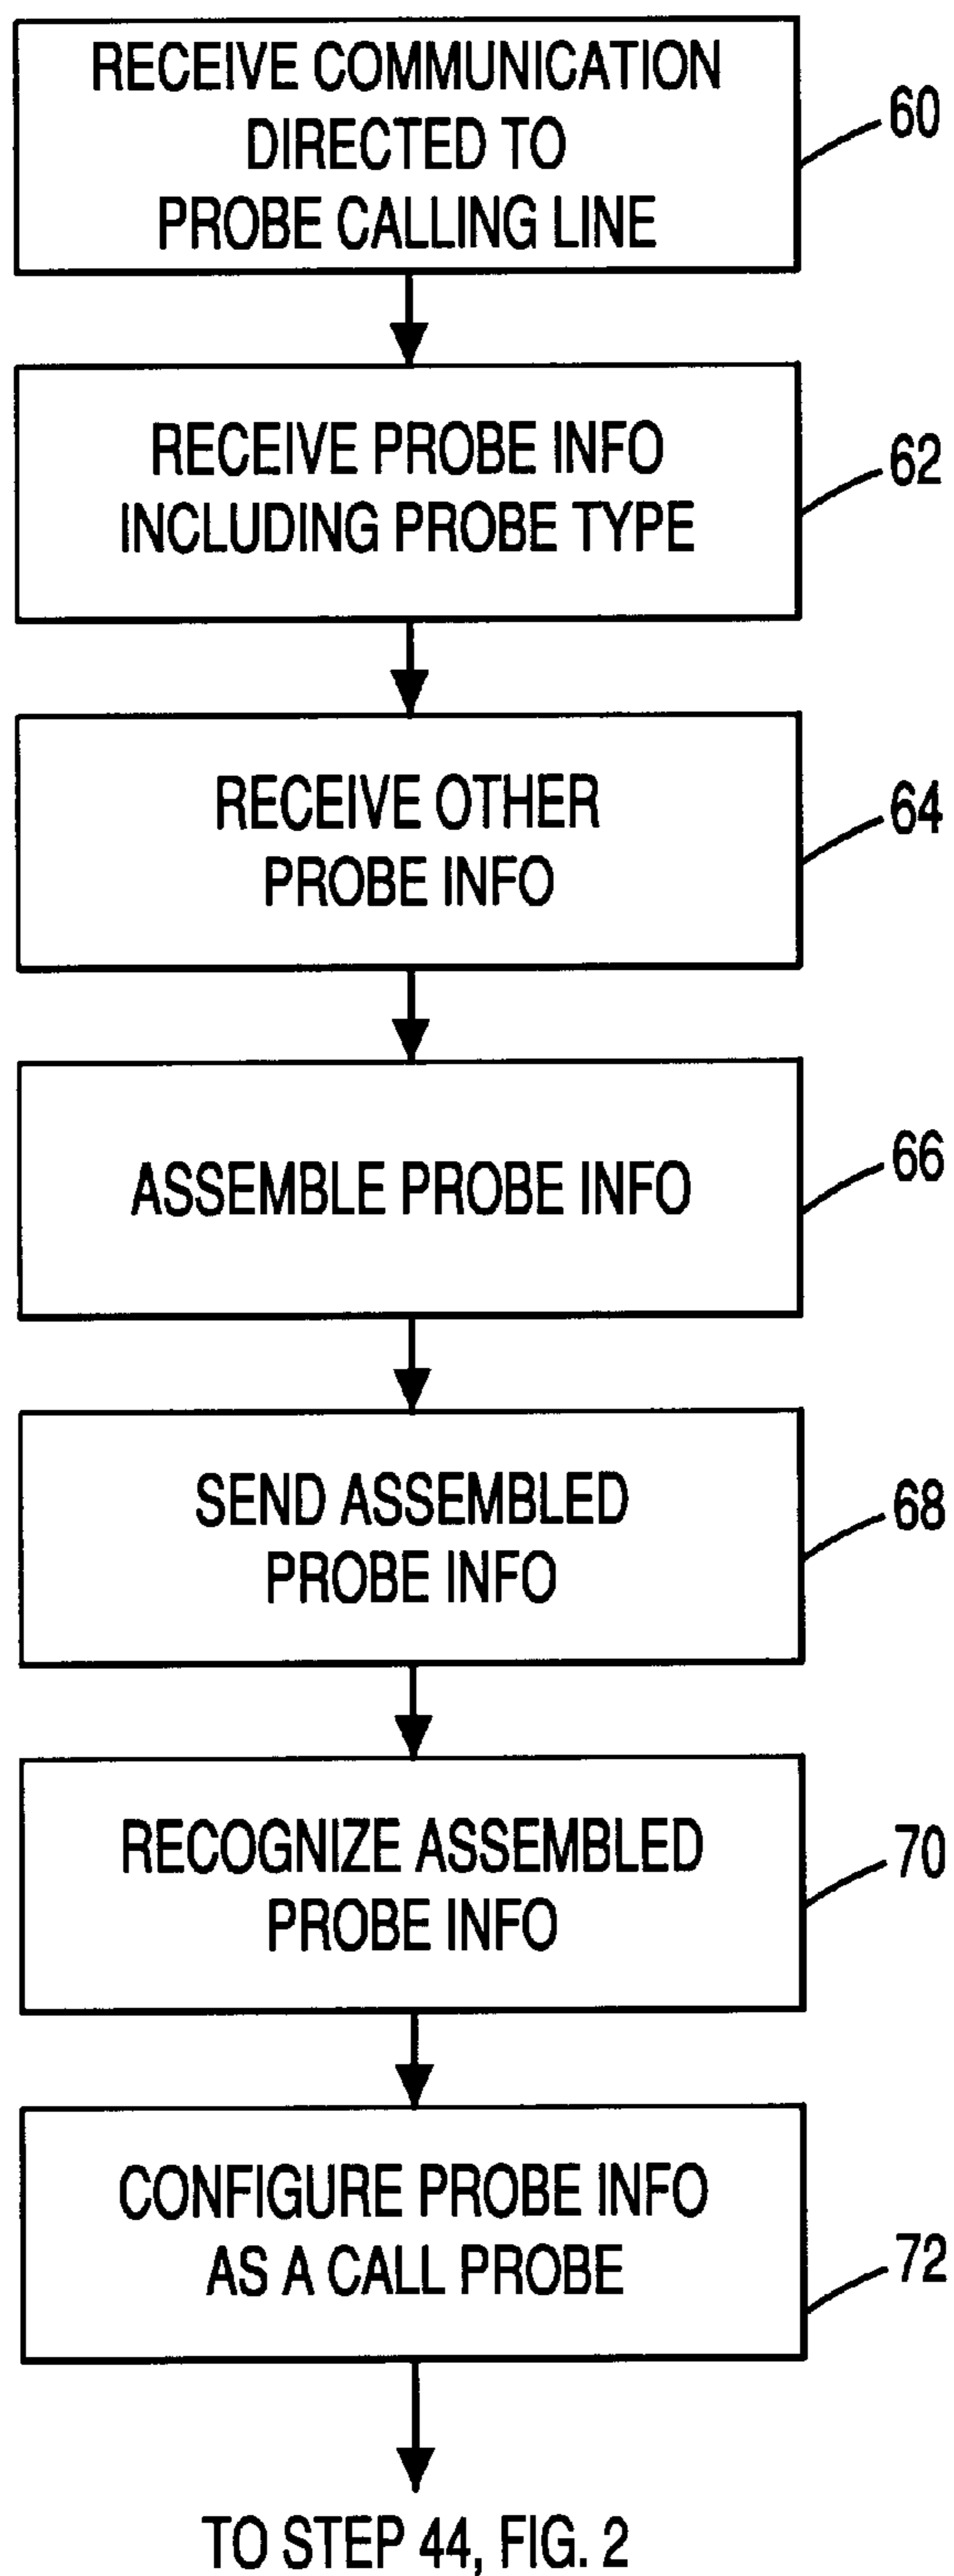 RECEIVE COMMUNICATION
DIRECTED TO
PROBE CALLING LINE
60
RECEIVE PROBE INFO
INCLUDING PROBE TYPE
62
RECEIVE OTHER
PROBE INFO
64
ASSEMBLE PROBE INFO
66
SEND ASSEMBLED
PROBE INFO
68
RECOGNIZE ASSEMBLED
PROBE INFO
70
CONFIGURE PROBE INFO
AS A CALL PROBE
72
TO STEP 44, FIG. 2